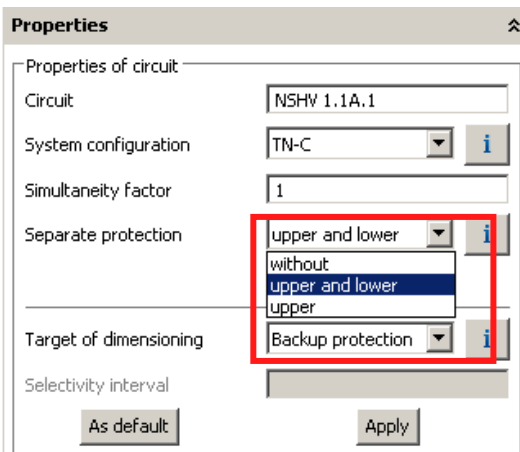 Properties
Properties of circuit
Circuit NSHV 1.1A.1
System configuration TN-C i
Simultaneity factor 1
Separate protection upper and lower i
without
upper and lower
upper
Target of dimensioning Backup protection i
Selectivity interval
As default Apply